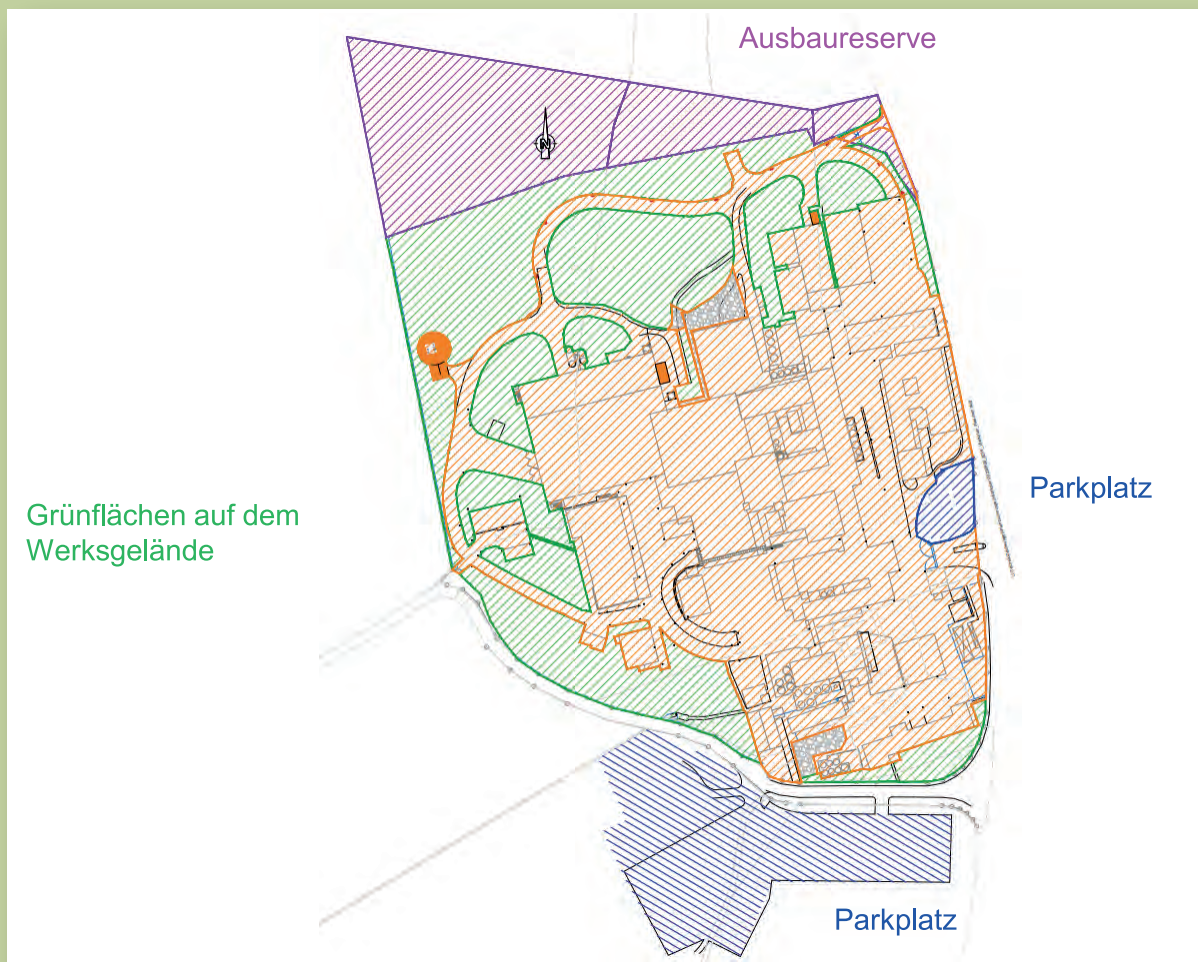 Ausbaureserve
N
Parkplatz
Grünflächen auf dem
Werksgelände
Parkplatz